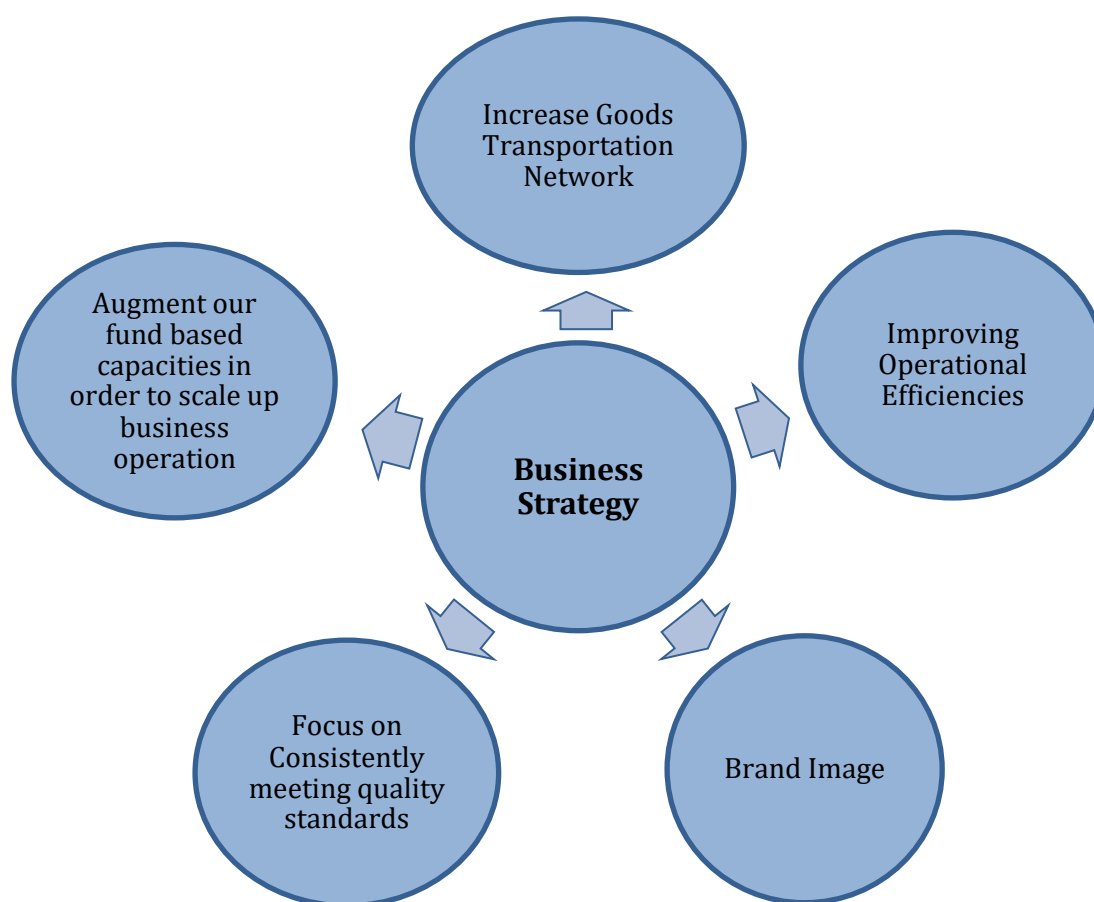 Increase Goods
Transportation
Network
Improving
Operational
Efficiencies
Brand Image
Focus on
Consistently
meeting quality
standards
Augment our
fund based
capacities in
order to scale up
business
operation
Business
Strategy